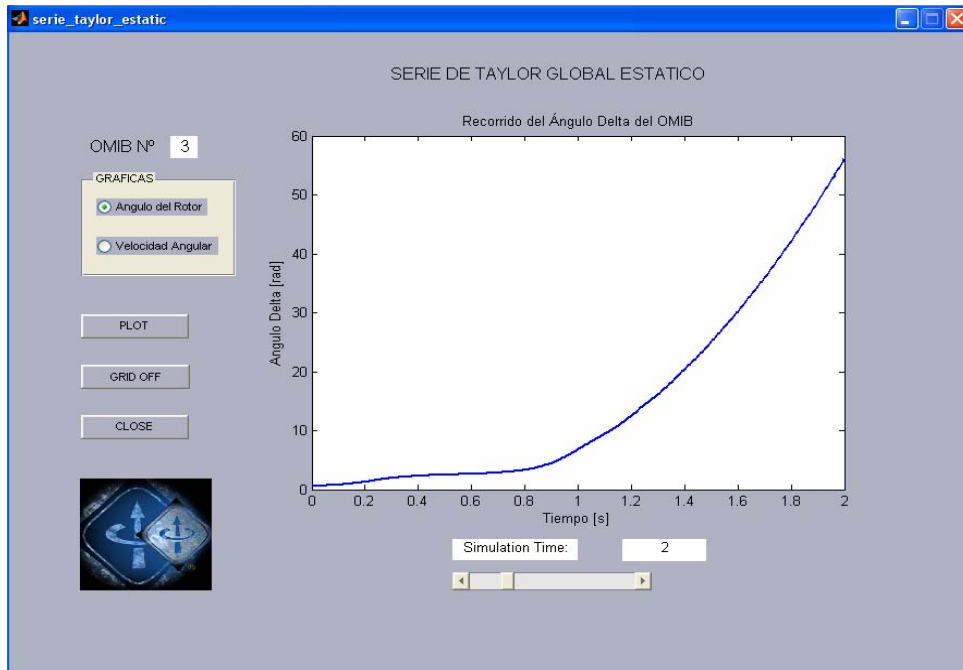 serie_taylor_estatic
SERIE DE TAYLOR GLOBAL ESTATICO
OMIB Nº 3
GRAFICAS
Angulo del Rotor
Velocidad Angular
PLOT
GRID OFF
CLOSE
Recorrido del Ángulo Delta del OMIB
Angulo Delta [rad]
60
50
40
30
20
10
0
0 0.2 0.4 0.6 0.8 1 1.2 1.4 1.6 1.8 2
Tiempo [s]
Simulation Time: 2